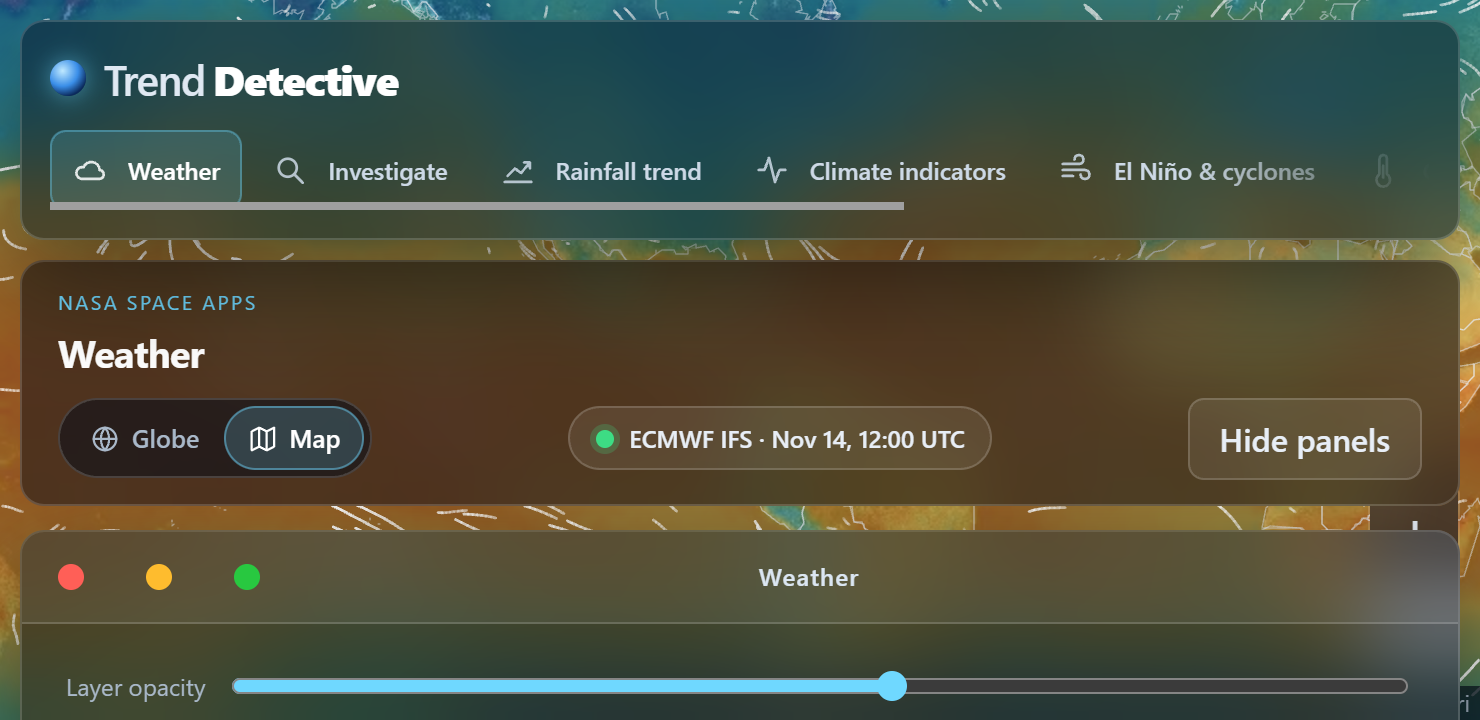 Trend Detective
Weather
Investigate
Rainfall trend
Climate indicators
El Niño & cyclones
NASA SPACE APPS
Weather
Globe
Map
ECMWF IFS · Nov 14, 12:00 UTC
Hide panels
Weather
Layer opacity